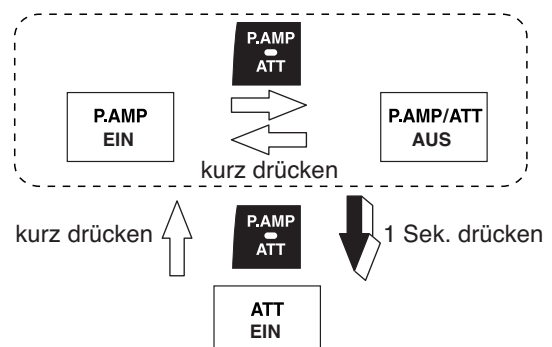 P.AMP
ATT
P.AMP
EIN
P.AMP/ATT
AUS
kurz drücken
kurz drücken
P.AMP
ATT
1 Sek. drücken
ATT
EIN